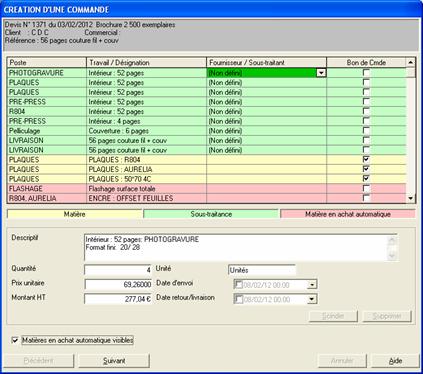 CREATION D'UNE COMMANDE
Devis N° 1371 du 03/02/2012 Brochure 2 500 exemplaires
Client : C D C Commercial :
Référence : 56 pages couture fil + couv
Poste Travail / Désignation Fournisseur / Sous-traitant Bon de Cmde
PHOTOGRAVURE Intérieur : 52 pages (Non défini)
PLAQUES Intérieur : 52 pages (Non défini)
PLAQUES Intérieur : 52 pages (Non défini)
PRE-PRESS Intérieur : 52 pages (Non défini)
R804 Intérieur : 52 pages (Non défini)
PRE-PRESS Intérieur : 4 pages (Non défini)
Pelliculage Couverture : 6 pages (Non défini)
LIVRAISON 56 pages couture fil + couv (Non défini)
LIVRAISON 56 pages couture fil + couv (Non défini)
PLAQUES PLAQUES : R804
PLAQUES PLAQUES : AURELIA
PLAQUES PLAQUES : 50*70 4C
FLASHAGE Flashage surface totale
R804, AURELIA ENCRE : OFFSET FEUILLES
Matière Sous-traitance Matière en achat automatique
Descriptif Intérieur : 52 pages: PHOTOGRAVURE
Format fini: 20/ 28
Quantité 4 Unité Unités
Prix unitaire 69,26000 Date d'envoi 08/02/12 00:00
Montant HT 277,04 € Date retour/livraison 08/02/12 00:00
Scinder Supprimer
Matières en achat automatique visibles
Précédent Suivant Annuler Aide